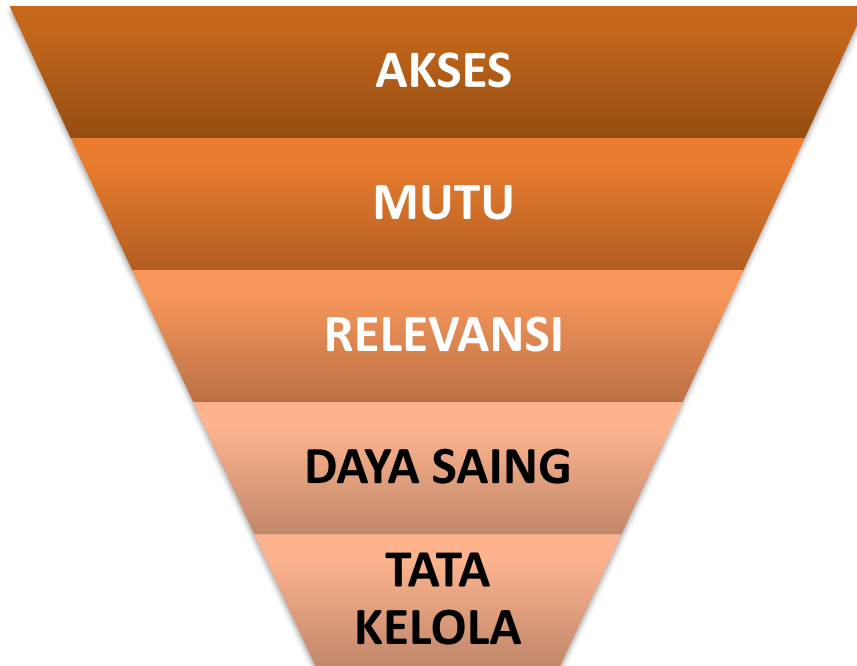 AKSES
MUTU
RELEVANSI
DAYA SAING
TATA
KELOLA